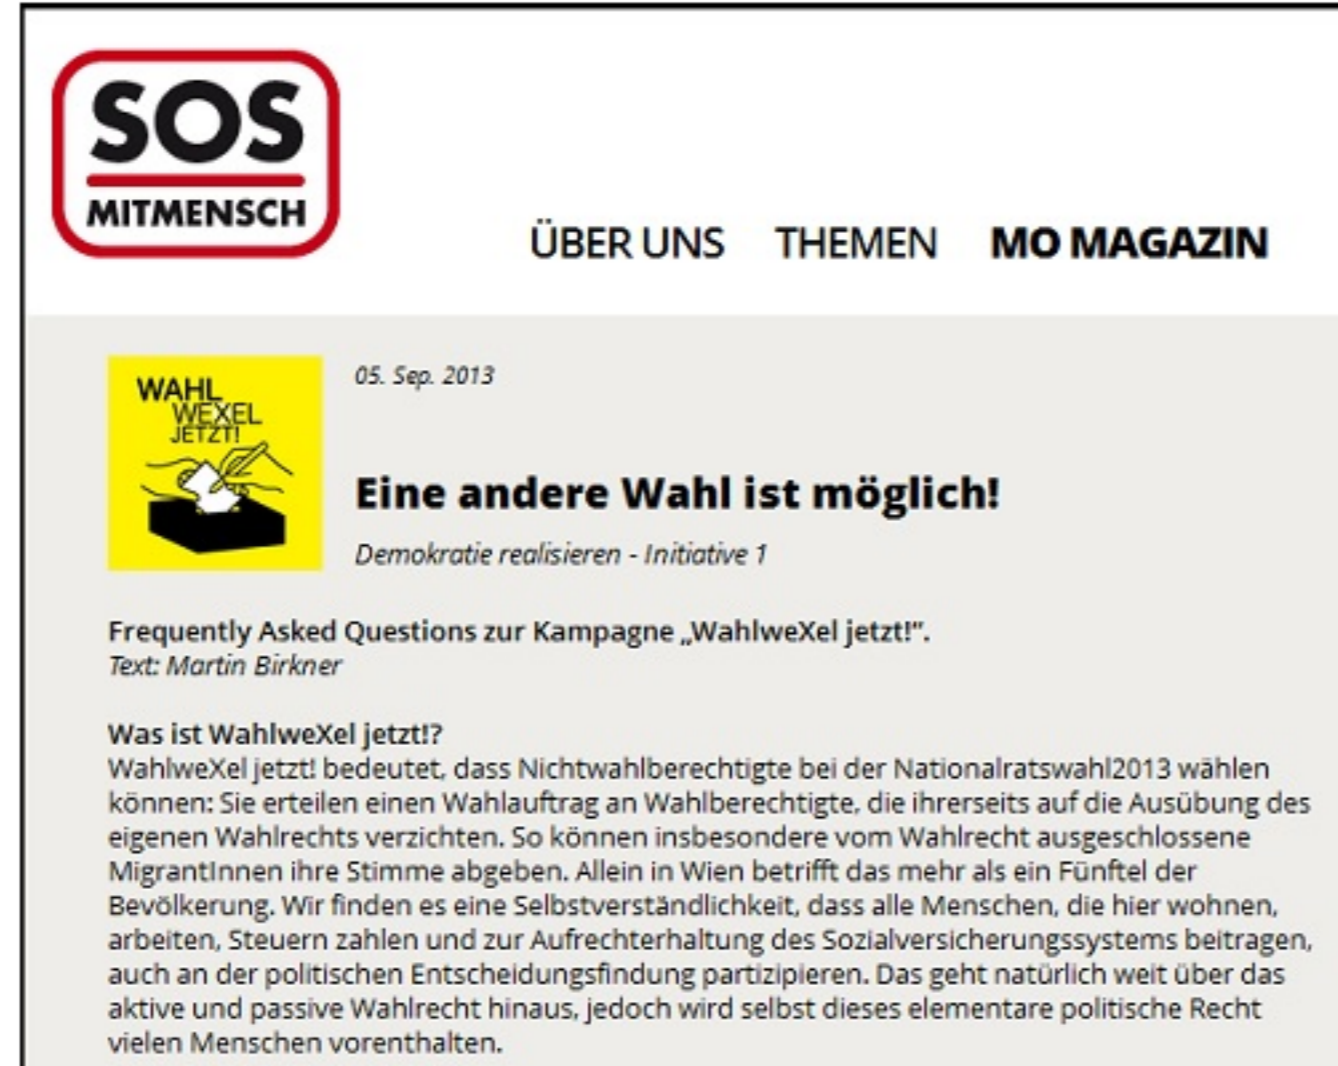 SOS
MITMENSCH
ÜBER UNS THEMEN MO MAGAZIN
WAHL
WEXEL
JETZT!
05. Sep. 2013
Eine andere Wahl ist möglich!
Demokratie realisieren - Initiative 1
Frequently Asked Questions zur Kampagne „WahlweXel jetzt!“.
Text: Martin Birkner
Was ist WahlweXel jetzt!?
WahlweXel jetzt! bedeutet, dass Nichtwahlberechtigte bei der Nationalratswahl2013 wählen
können: Sie erteilen einen Wahlauftrag an Wahlberechtigte, die ihrerseits auf die Ausübung des
eigenen Wahlrechts verzichten. So können insbesondere vom Wahlrecht ausgeschlossene
MigrantInnen ihre Stimme abgeben. Allein in Wien betrifft das mehr als ein Fünftel der
Bevölkerung. Wir finden es eine Selbstverständlichkeit, dass alle Menschen, die hier wohnen,
arbeiten, Steuern zahlen und zur Aufrechterhaltung des Sozialversicherungssystems beitragen,
auch an der politischen Entscheidungsfindung partizipieren. Das geht natürlich weit über das
aktive und passive Wahlrecht hinaus, jedoch wird selbst dieses elementare politische Recht
vielen Menschen vorenthalten.